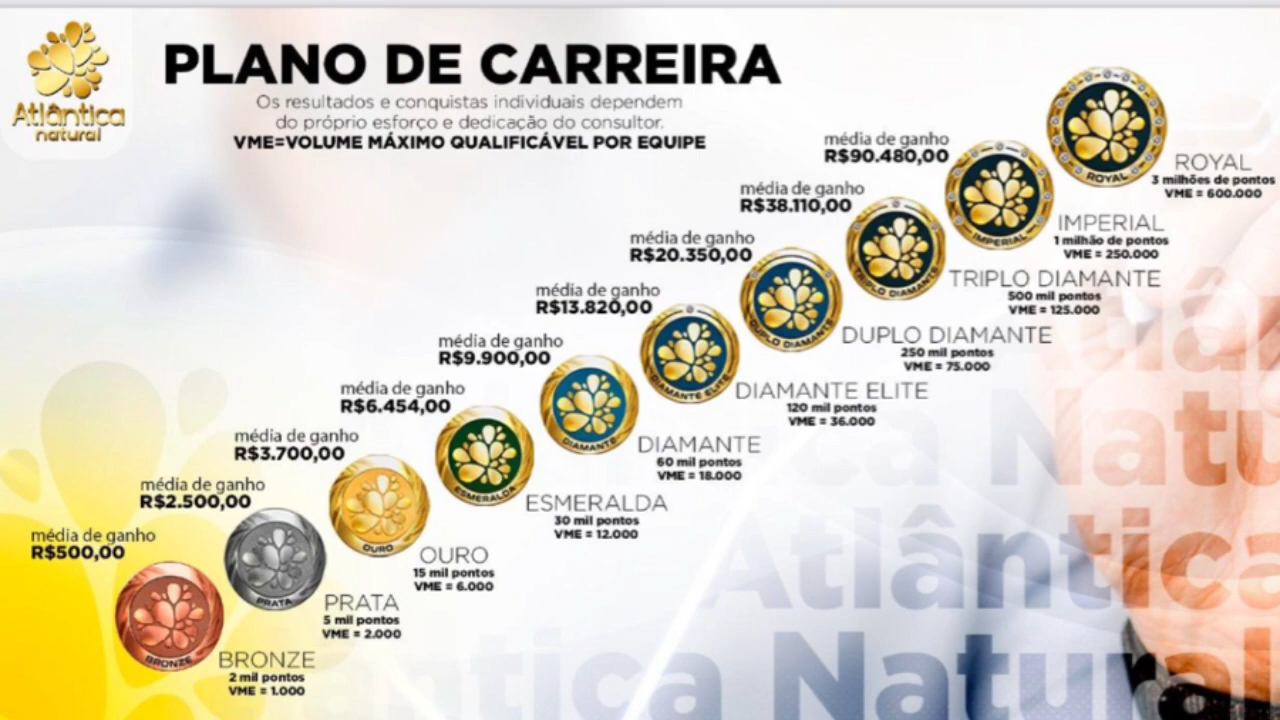 Atlântica
natural
PLANO DE CARREIRA
Os resultados e conquistas individuais dependem
do próprio esforço e dedicação do consultor.
VME=VOLUME MÁXIMO QUALIFICÁVEL POR EQUIPE
média de ganho
R$500,00
BRONZE
BRONZE
2 mil pontos
VME = 1.000
média de ganho
R$2.500,00
PRATA
PRATA
5 mil pontos
VME = 2.000
média de ganho
R$3.700,00
OURO
OURO
15 mil pontos
VME = 6.000
média de ganho
R$6.454,00
ESMERALDA
ESMERALDA
30 mil pontos
VME = 12.000
média de ganho
R$9.900,00
DIAMANTE
DIAMANTE
60 mil pontos
VME = 18.000
média de ganho
R$13.820,00
DIAMANTE ELITE
DIAMANTE ELITE
120 mil pontos
VME = 36.000
média de ganho
R$20.350,00
DUPLO DIAMANTE
DUPLO DIAMANTE
250 mil pontos
VME = 75.000
média de ganho
R$38.110,00
TRIPLO DIAMANTE
TRIPLO DIAMANTE
500 mil pontos
VME = 125.000
média de ganho
R$90.480,00
IMPERIAL
IMPERIAL
1 milhão de pontos
VME = 250.000
ROYAL
ROYAL
3 milhões de pontos
VME = 600.000
Atlântica
Natural